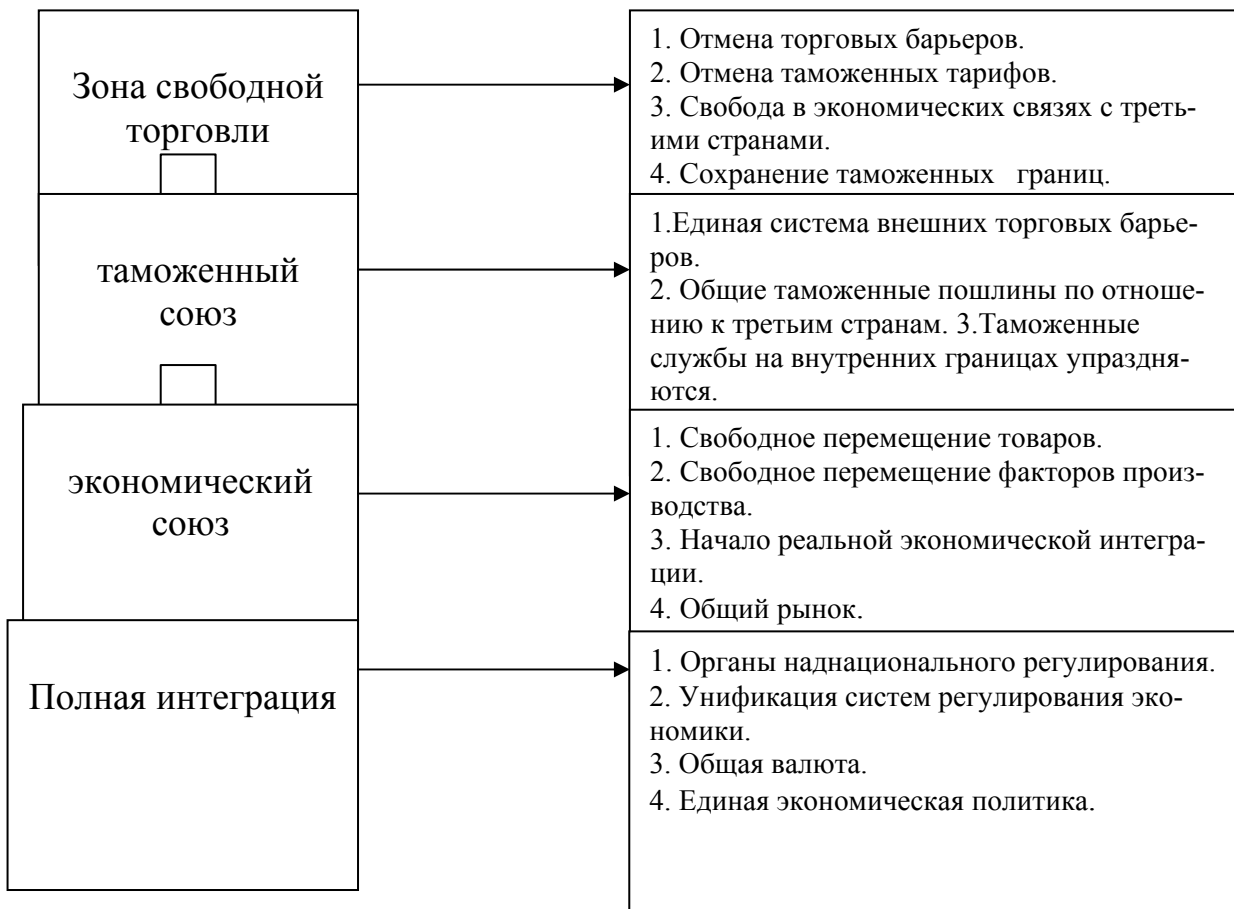 Зона свободной
торговли
1. Отмена торговых барьеров.
2. Отмена таможенных тарифов.
3. Свобода в экономических связях с треть-
ими странами.
4. Сохранение таможенных границ.
таможенный
союз
1.Единая система внешних торговых барье-
ров.
2. Общие таможенные пошлины по отноше-
нию к третьим странам. 3.Таможенные
службы на внутренних границах упраздня-
ются.
экономический
союз
1. Свободное перемещение товаров.
2. Свободное перемещение факторов произ-
водства.
3. Начало реальной экономической интегра-
ции.
4. Общий рынок.
Полная интеграция
1. Органы наднационального регулирования.
2. Унификация систем регулирования эко-
номики.
3. Общая валюта.
4. Единая экономическая политика.